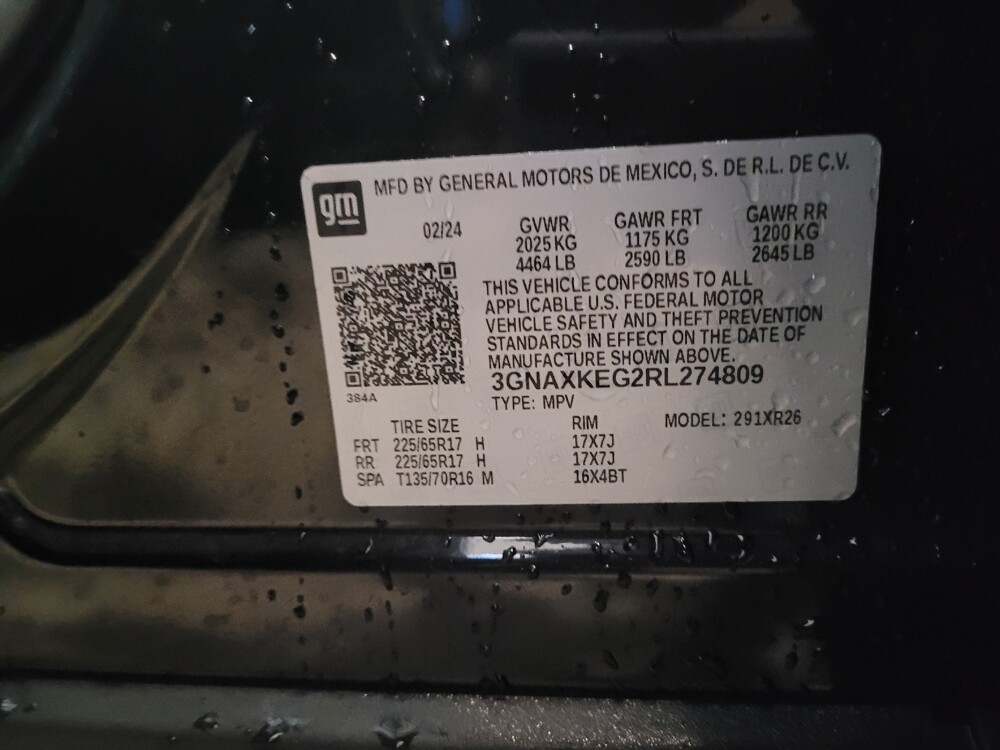 gm
MFD BY GENERAL MOTORS DE MEXICO, S. DE R.L. DE C.V.
02/24 GVWR GAWR FRT GAWR RR
2025 KG 1175 KG 1200 KG
4464 LB 2590 LB 2645 LB
THIS VEHICLE CONFORMS TO ALL
APPLICABLE U.S. FEDERAL MOTOR
VEHICLE SAFETY AND THEFT PREVENTION
STANDARDS IN EFFECT ON THE DATE OF
MANUFACTURE SHOWN ABOVE.
3GNAXKEG2RL274809
384A
TYPE: MPV
TIRE SIZE RIM MODEL: 291XR26
FRT 225/65R17 H 17X7J
RR 225/65R17 H 17X7J
SPA T135/70R16 M 16X4BT